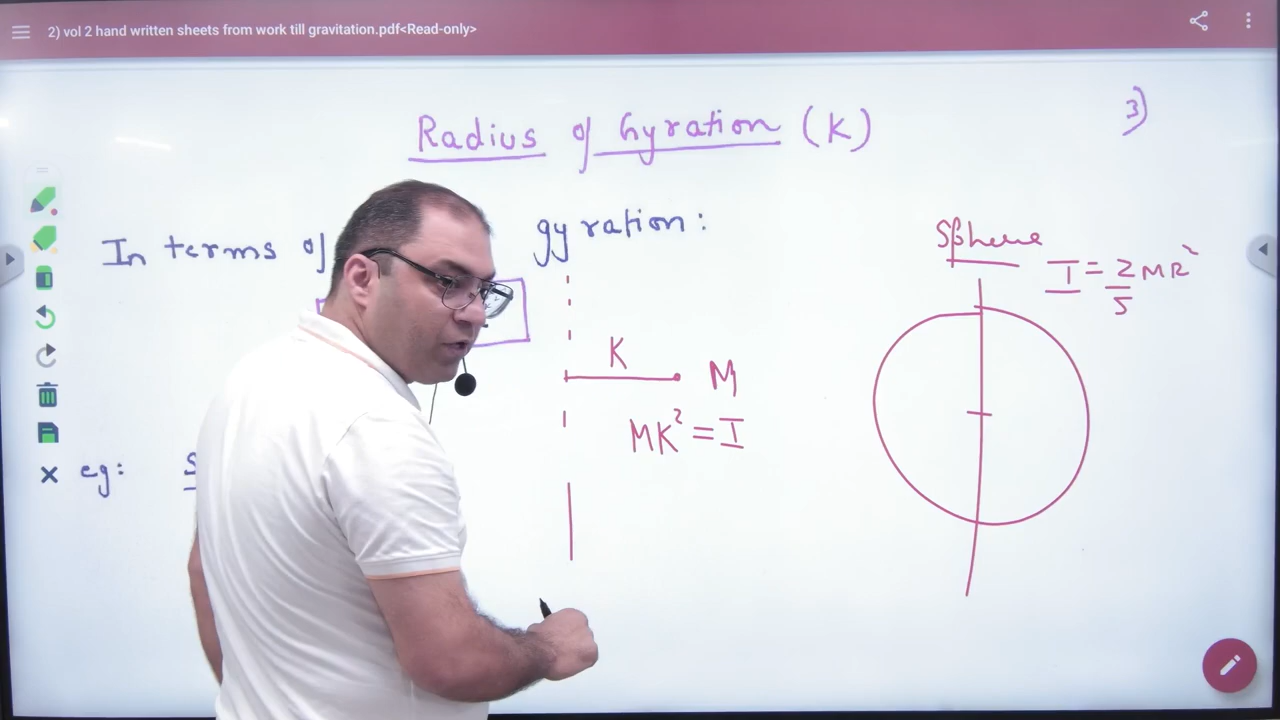 2) vol 2 hand written sheets from work till gravitation.pdf<Read-only>
3)
Radius of Gyration (K)
In terms of gyration:
Sphere
I = 2/5 MR²
K
M
MK² = I
eg: S